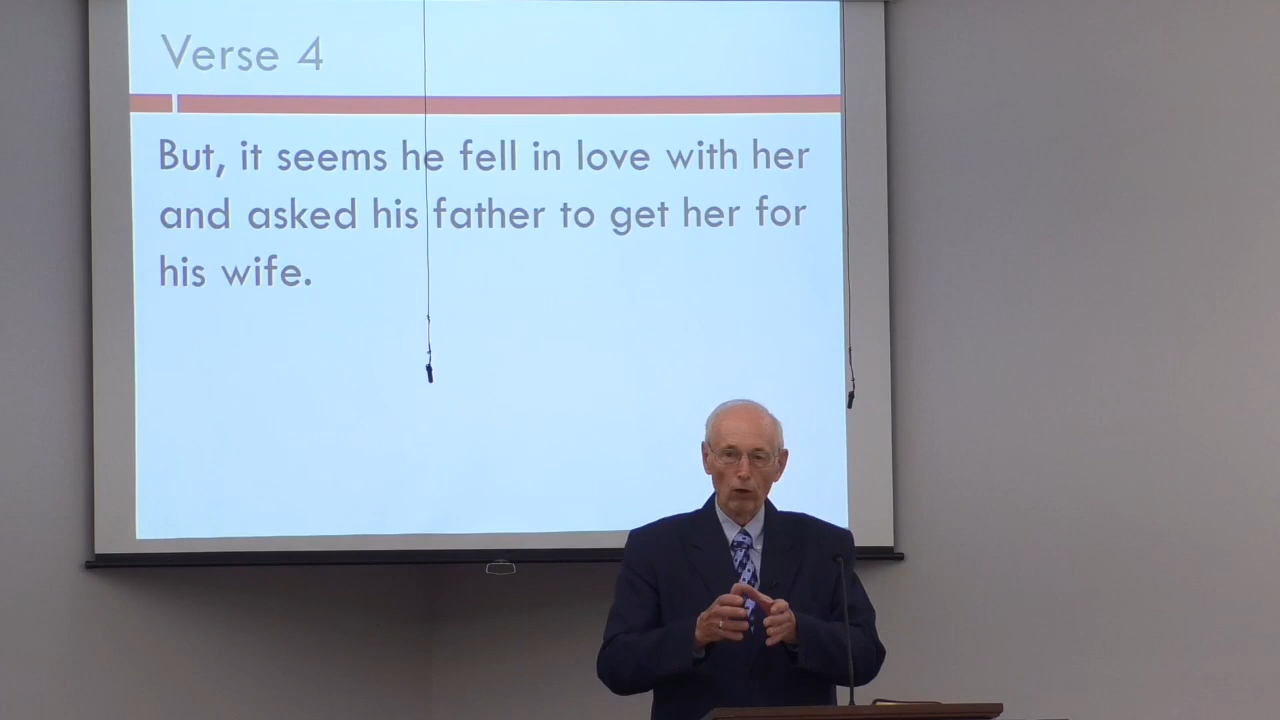 Verse 4
But, it seems he fell in love with her
and asked his father to get her for
his wife.